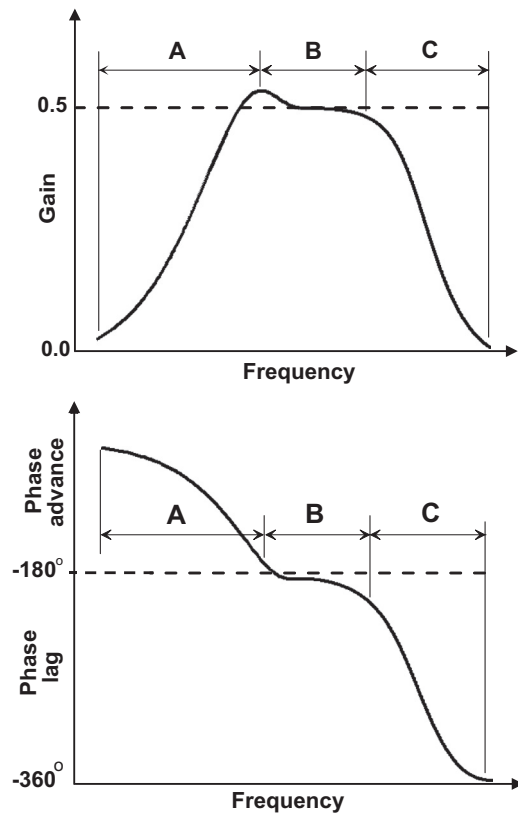 A
B
C
0.5
Gain
0.0
Frequency
Phase
advance
A
B
C
-180°
Phase
lag
-360°
Frequency